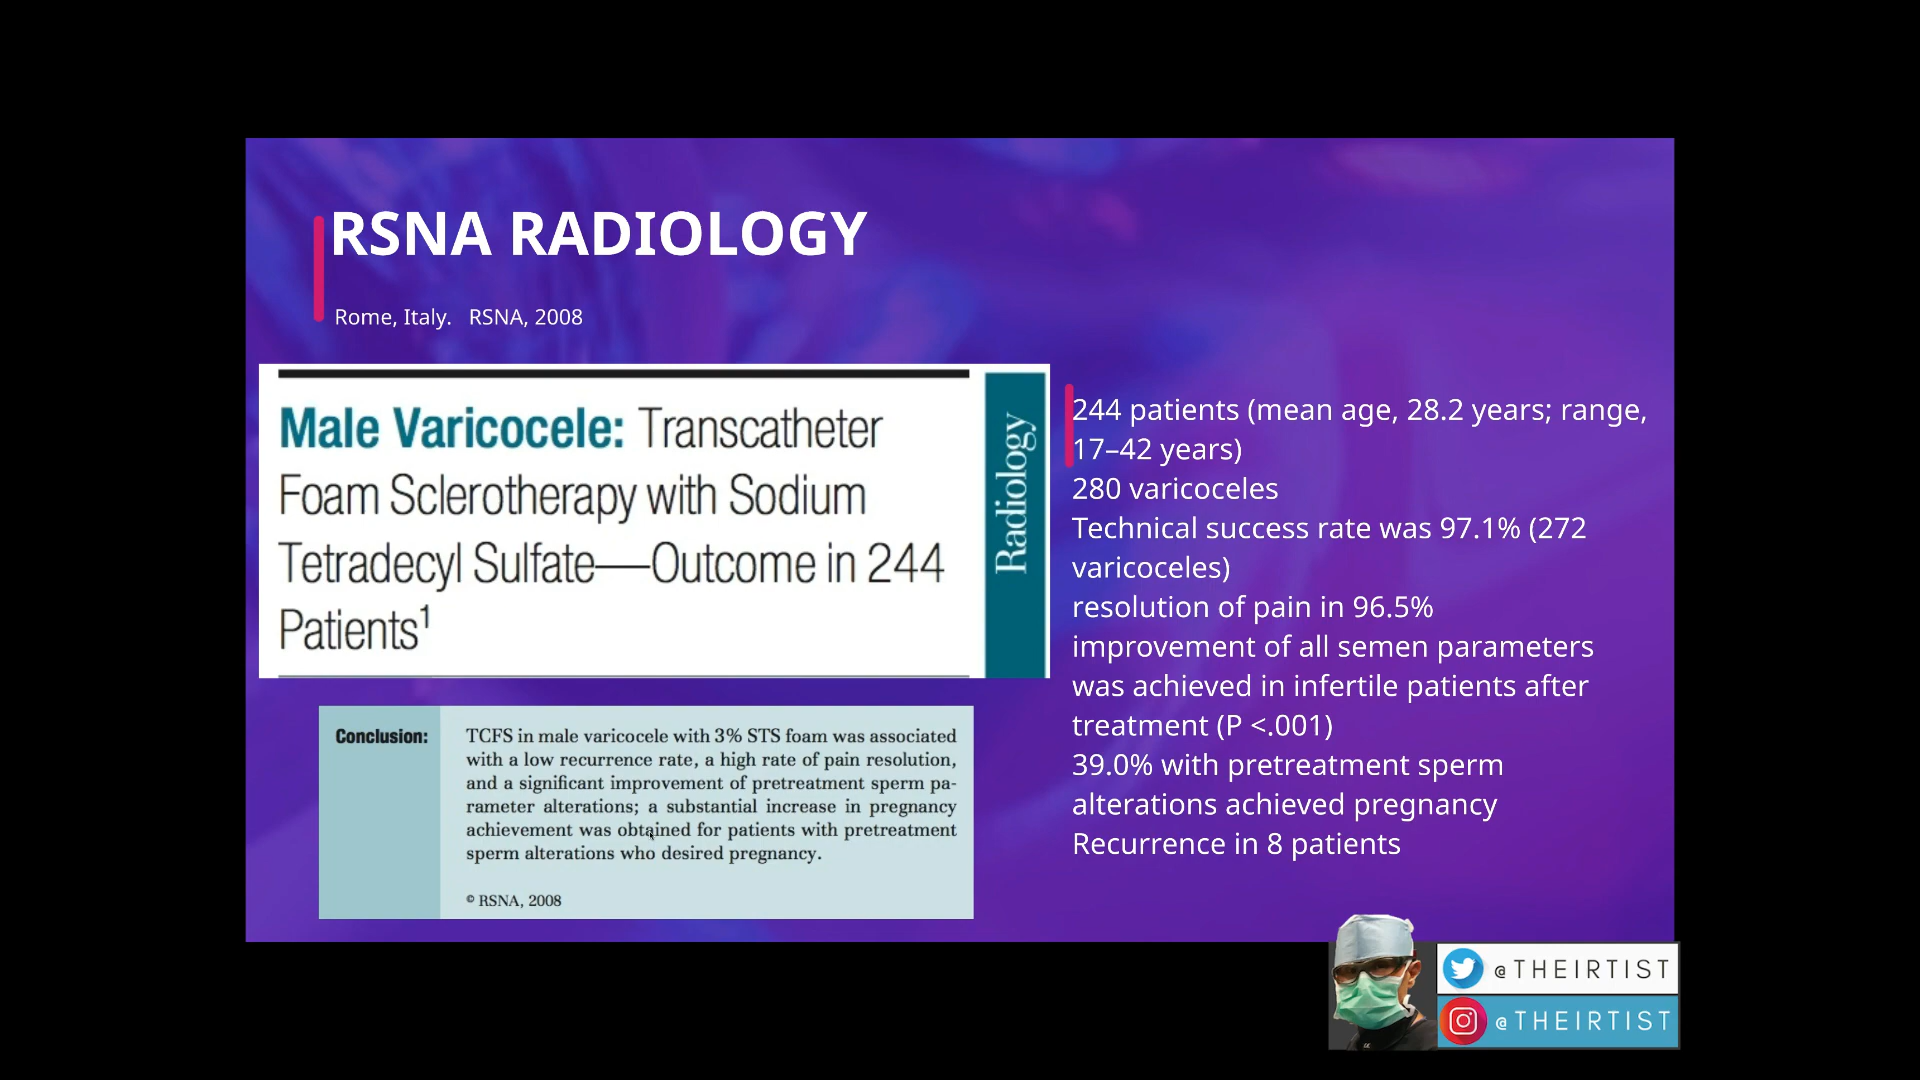 RSNA RADIOLOGY
Rome, Italy. RSNA, 2008
Male Varicocele: Transcatheter
Foam Sclerotherapy with Sodium
Tetradecyl Sulfate—Outcome in 244
Patients¹
Radiology
Conclusion:
TCFS in male varicocele with 3% STS foam was associated
with a low recurrence rate, a high rate of pain resolution,
and a significant improvement of pretreatment sperm pa-
rameter alterations; a substantial increase in pregnancy
achievement was obtained for patients with pretreatment
sperm alterations who desired pregnancy.
© RSNA, 2008
244 patients (mean age, 28.2 years; range,
17–42 years)
280 varicoceles
Technical success rate was 97.1% (272
varicoceles)
resolution of pain in 96.5%
improvement of all semen parameters
was achieved in infertile patients after
treatment (P <.001)
39.0% with pretreatment sperm
alterations achieved pregnancy
Recurrence in 8 patients
@THEIRTIST
@THEIRTIST